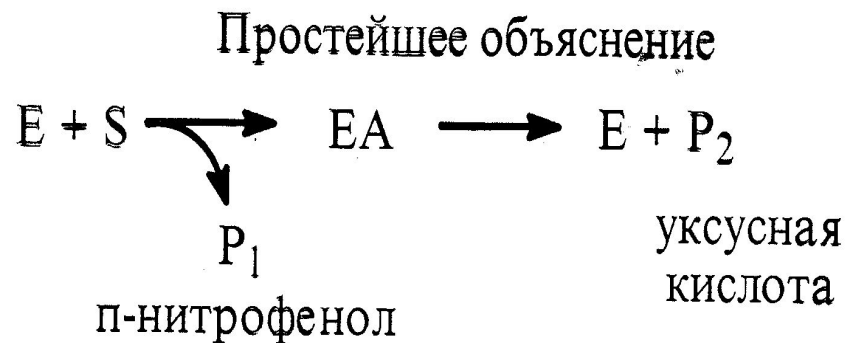 Простейшее объяснение
E + S → EA → E + P₂
P₁
п-нитрофенол
уксусная
кислота